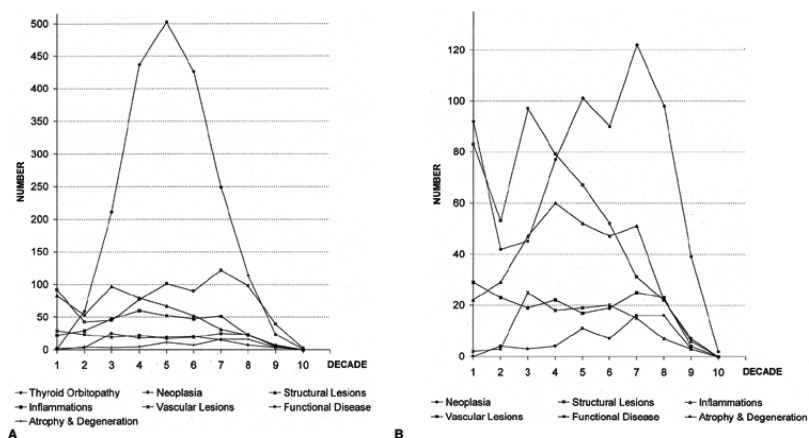 500
450
400
350
300
250
200
150
100
50
0
NUMBER
1 2 3 4 5 6 7 8 9 10 DECADE
Thyroid Orbitopathy Neoplasia Structural Lesions
Inflammations Vascular Lesions Functional Disease
Atrophy & Degeneration
A
120
100
80
60
40
20
0
NUMBER
1 2 3 4 5 6 7 8 9 10 DECADE
Neoplasia Structural Lesions Inflammations
Vascular Lesions Functional Disease Atrophy & Degeneration
B